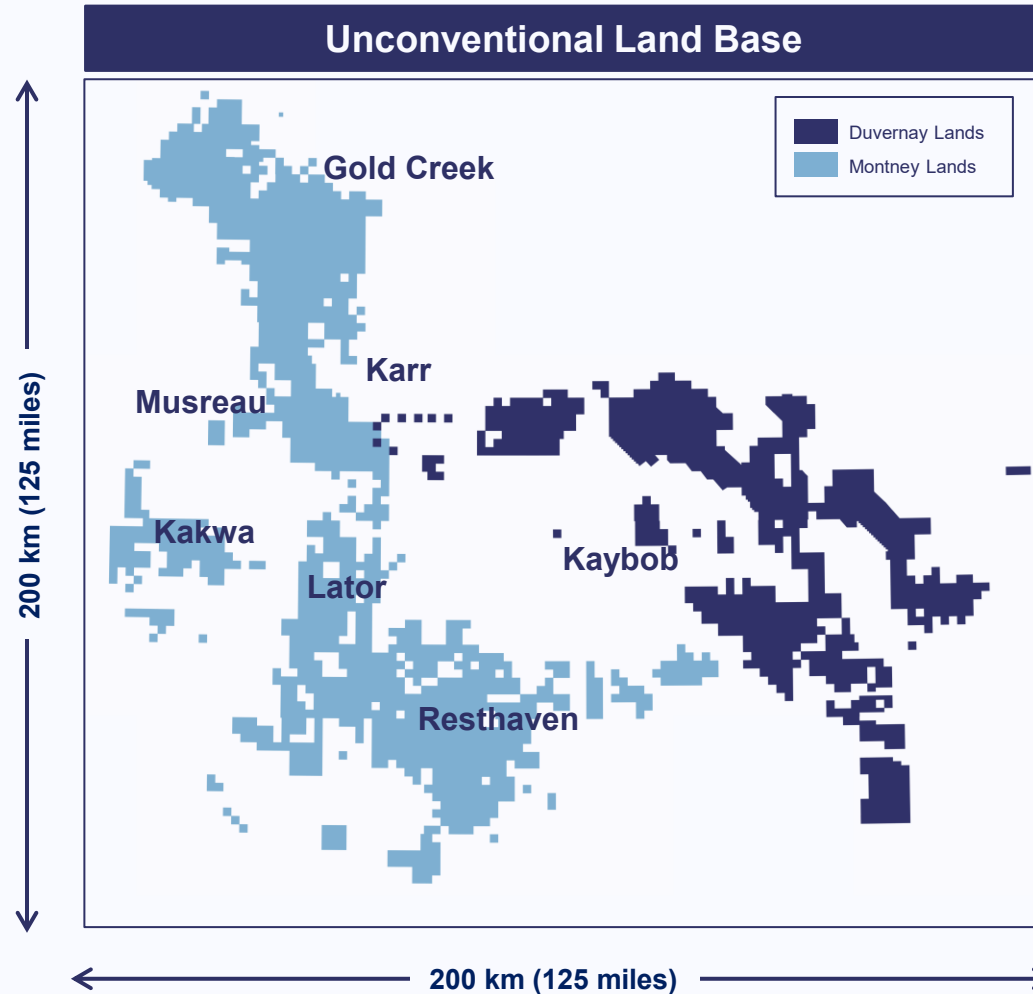 Unconventional Land Base
Duvernay Lands
Montney Lands
Gold Creek
Karr
Musreau
Kakwa
Kaybob
Lator
Resthaven
200 km (125 miles)
200 km (125 miles)